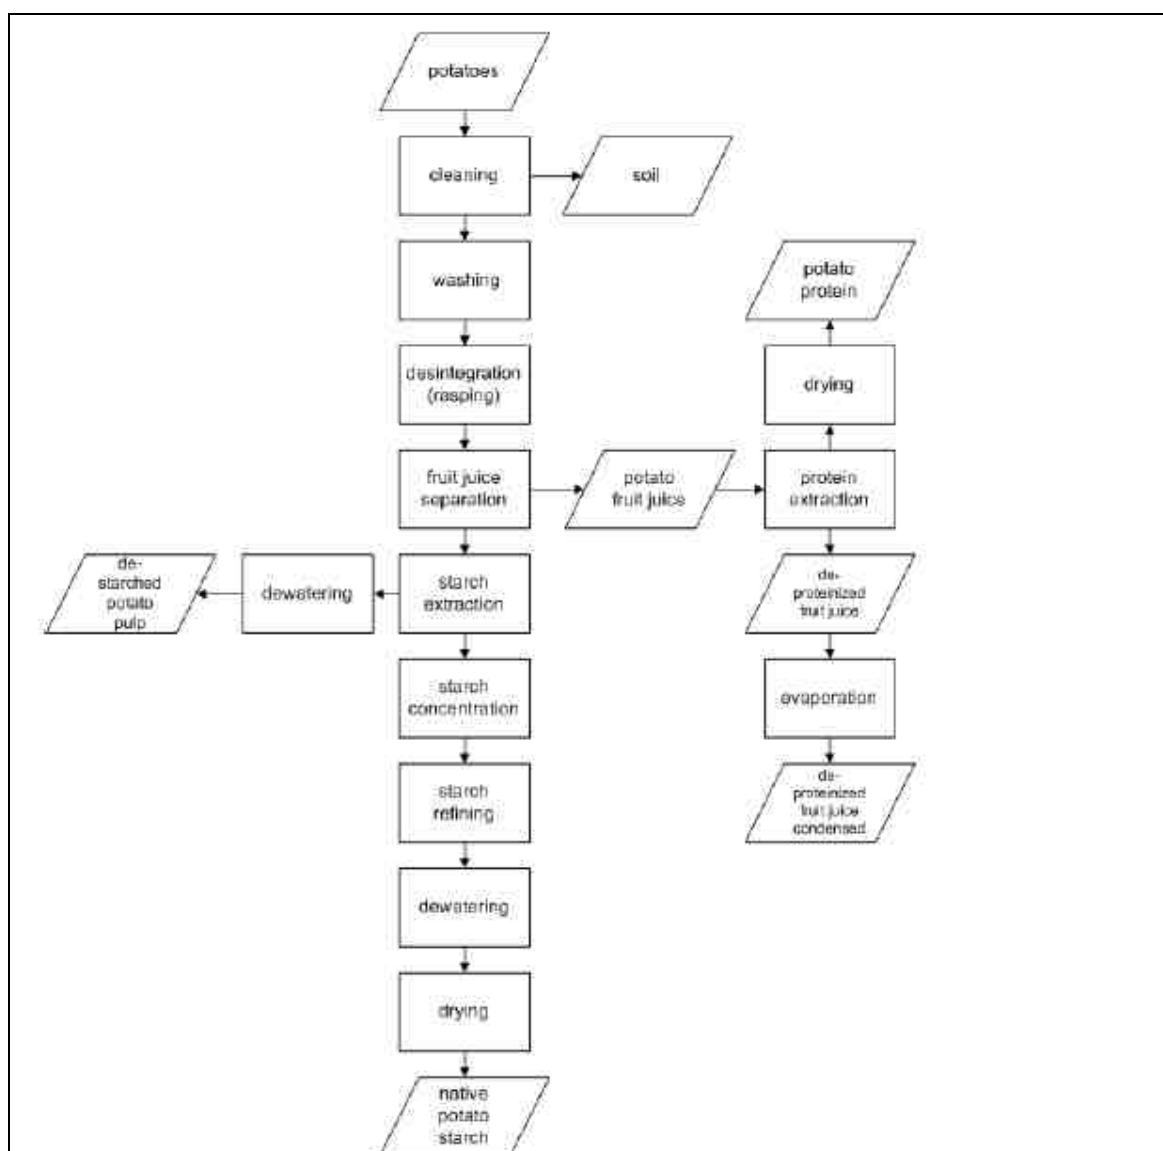 potatoes
cleaning
soil
washing
potato
protein
desintegration
(rasping)
drying
fruit juice
separation
potato
fruit juice
protein
extraction
de-
starched
potato
pulp
dewatering
starch
extraction
de-
proteinized
fruit juice
starch
concentration
evaporation
starch
refining
de-
proteinized
fruit juice
condensed
dewatering
drying
native
potato
starch